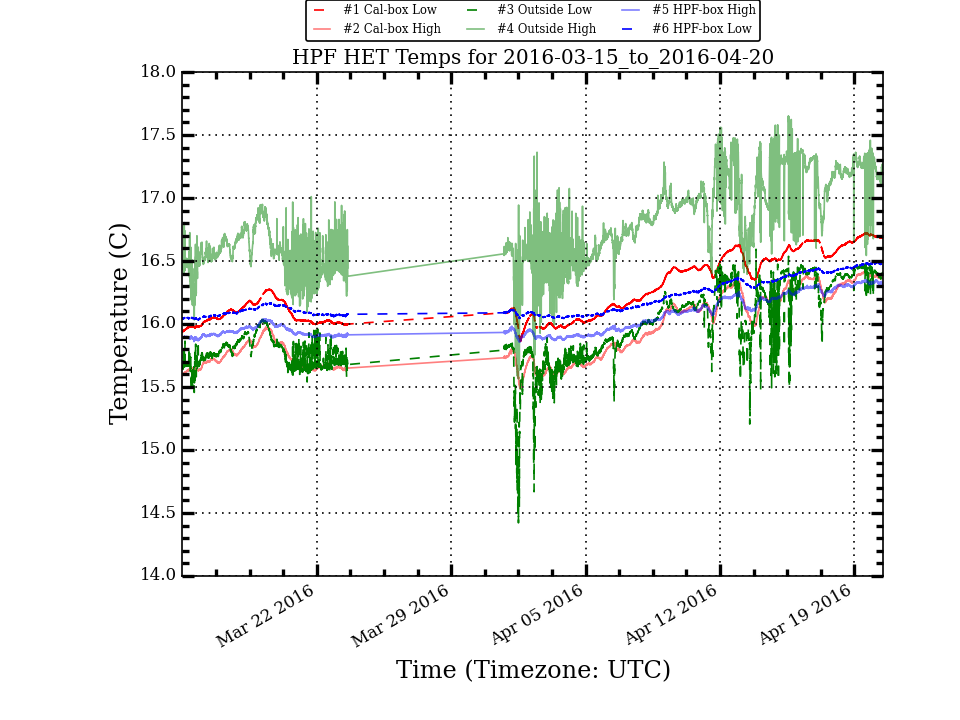 #1 Cal-box Low #3 Outside Low #5 HPF-box High
#2 Cal-box High #4 Outside High #6 HPF-box Low
HPF HET Temps for 2016-03-15_to_2016-04-20
18.0
17.5
17.0
16.5
16.0
15.5
15.0
14.5
14.0
Temperature (C)
Mar 22 2016 Mar 29 2016 Apr 05 2016 Apr 12 2016 Apr 19 2016
Time (Timezone: UTC)